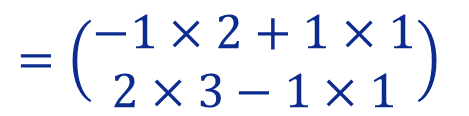 = (−1 × 2 + 1 × 1
2 × 3 − 1 × 1)